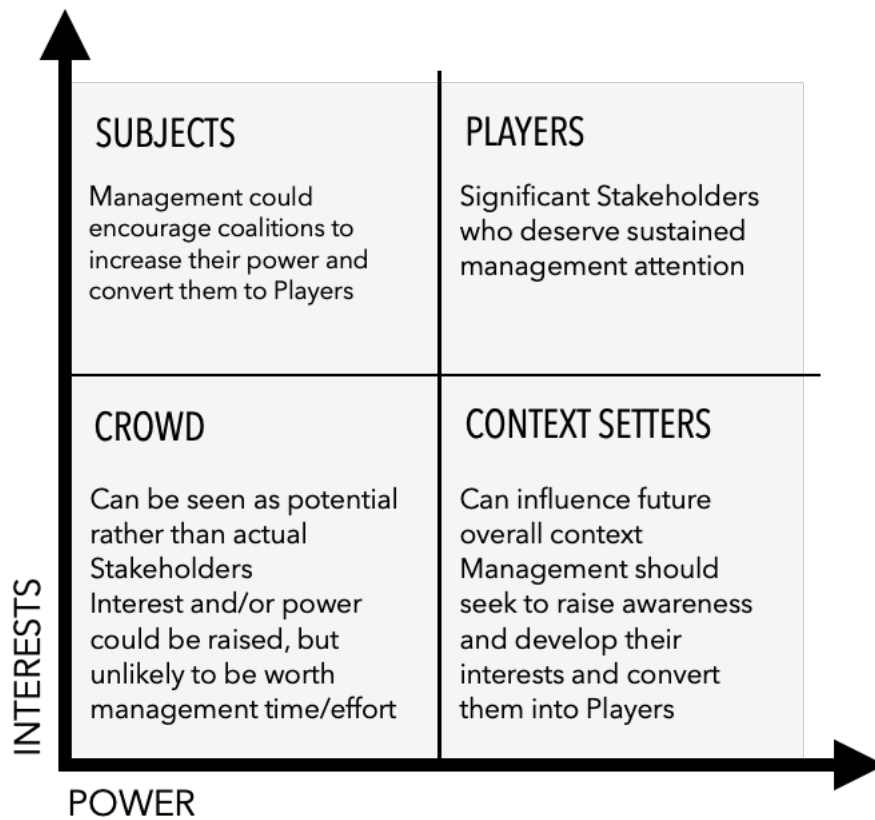 SUBJECTS
Management could
encourage coalitions to
increase their power and
convert them to Players
PLAYERS
Significant Stakeholders
who deserve sustained
management attention
CROWD
Can be seen as potential
rather than actual
Stakeholders
Interest and/or power
could be raised, but
unlikely to be worth
management time/effort
CONTEXT SETTERS
Can influence future
overall context
Management should
seek to raise awareness
and develop their
interests and convert
them into Players
INTERESTS
POWER